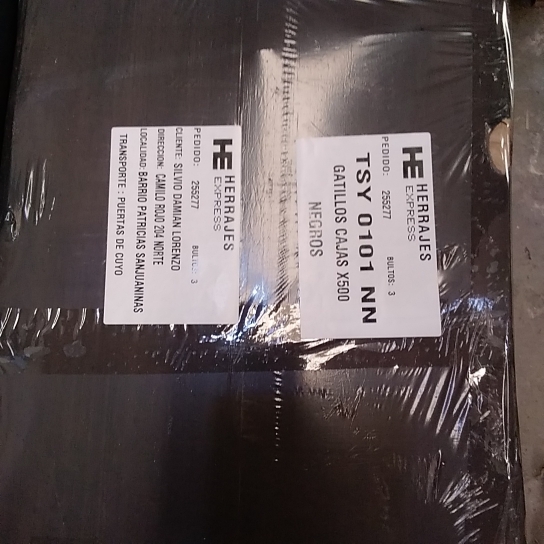 HE HERRAJES
EXPRESS
PEDIDO: 255277 BULTOS: 3
TSY 0101 NN
GATILLOS CAJAS X500
NEGROS
HE HERRAJES
EXPRESS
PEDIDO: 255277 BULTOS: 3
CLIENTE: SILVIO DAMIAN LORENZO
DIRECCION: CAMILO ROJO 204 NORTE
LOCALIDAD: BARRIO PATRICIAS SANJUANINAS
TRANSPORTE : PUERTAS DE CUYO